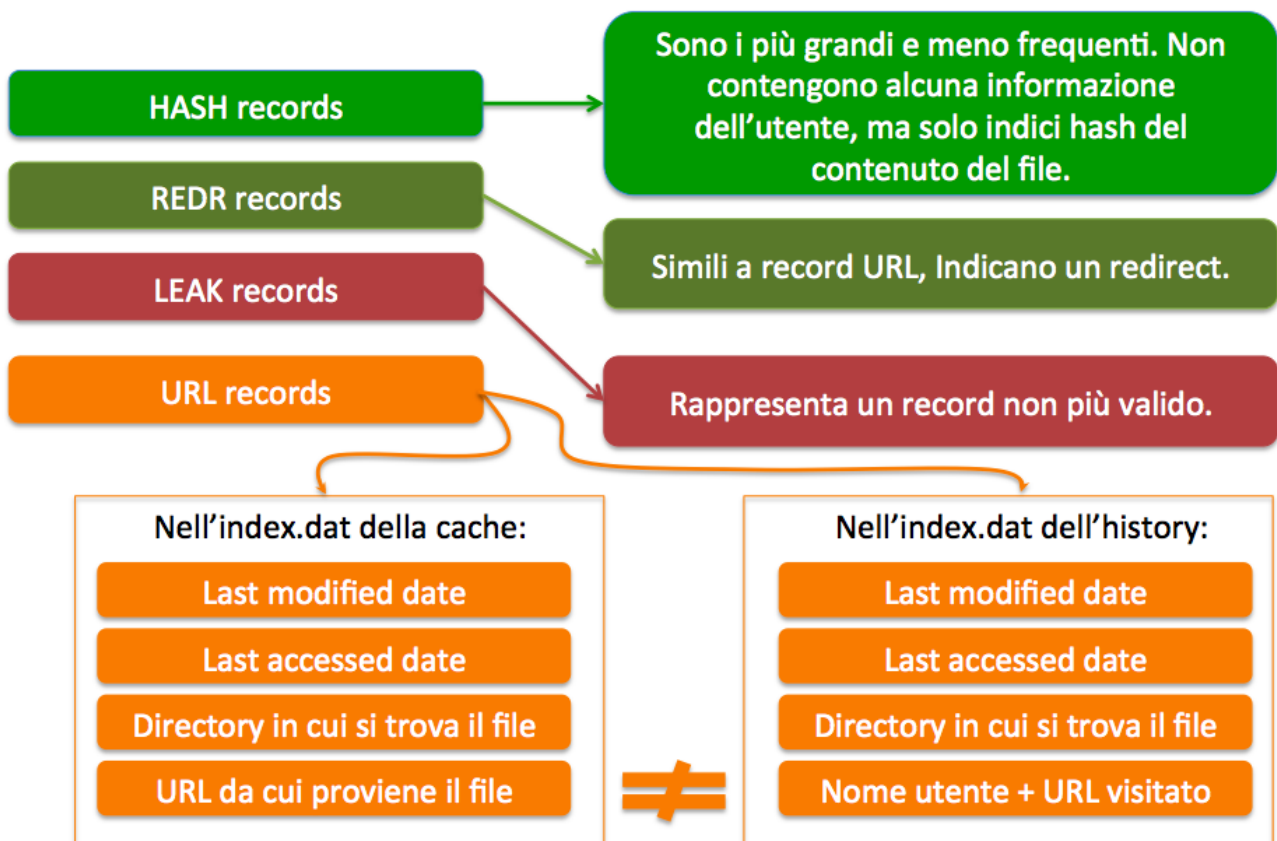 HASH records
Sono i più grandi e meno frequenti. Non
contengono alcuna informazione
dell’utente, ma solo indici hash del
contenuto del file.
REDR records
Simili a record URL, Indicano un redirect.
LEAK records
Rappresenta un record non più valido.
URL records
Nell’index.dat della cache:
Last modified date
Last accessed date
Directory in cui si trova il file
URL da cui proviene il file
≠
Nell’index.dat dell’history:
Last modified date
Last accessed date
Directory in cui si trova il file
Nome utente + URL visitato